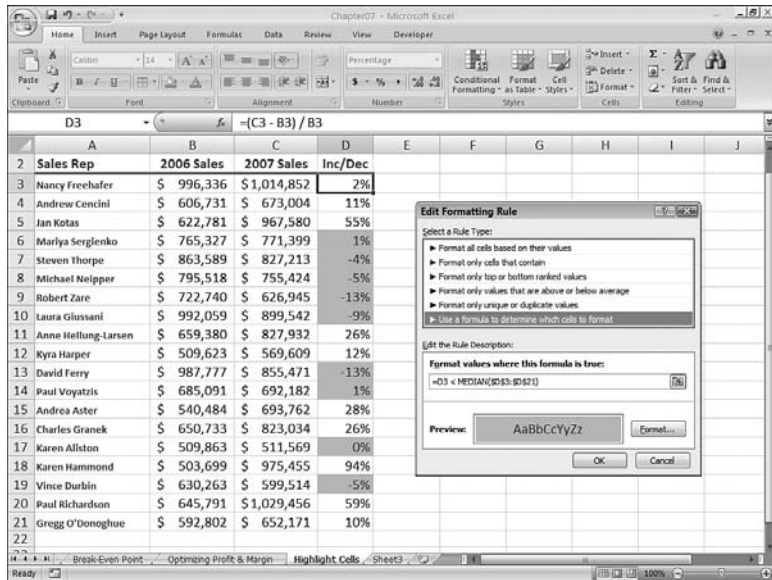 Chapter07 - Microsoft Excel
Home Insert Page Layout Formulas Data Review View Developer
Paste
Calibri 14 A A
B I U A
Percentage
$ % ,
Conditional Formatting
Format as Table
Cell Styles
Insert
Delete
Format
Σ
Sort & Filter
Find & Select
Clipboard Font Alignment Number Styles Cells Editing
D3 fx =(C3 - B3) / B3
A B C D E F G H I J
2 Sales Rep 2006 Sales 2007 Sales Inc/Dec
3 Nancy Freehafer $ 996,336 $1,014,852 2%
4 Andrew Cencini $ 606,731 $ 673,004 11%
5 Jan Kotas $ 622,781 $ 967,580 55%
6 Mariya Sergienko $ 765,327 $ 771,399 1%
7 Steven Thorpe $ 863,589 $ 827,213 -4%
8 Michael Neipper $ 795,518 $ 755,424 -5%
9 Robert Zare $ 722,740 $ 626,945 -13%
10 Laura Giussani $ 992,059 $ 899,542 -9%
11 Anne Hellung-Larsen $ 659,380 $ 827,932 26%
12 Kyra Harper $ 509,623 $ 569,609 12%
13 David Ferry $ 987,777 $ 855,471 -13%
14 Paul Voyatzis $ 685,091 $ 692,182 1%
15 Andrea Aster $ 540,484 $ 693,762 28%
16 Charles Granek $ 650,733 $ 823,034 26%
17 Karen Aliston $ 509,863 $ 511,569 0%
18 Karen Hammond $ 503,699 $ 975,455 94%
19 Vince Durbin $ 630,263 $ 599,514 -5%
20 Paul Richardson $ 645,791 $1,029,456 59%
21 Gregg O'Donoghue $ 592,802 $ 652,171 10%
22
Edit Formatting Rule
Select a Rule Type:
► Format all cells based on their values
► Format only cells that contain
► Format only top or bottom ranked values
► Format only values that are above or below average
► Format only unique or duplicate values
► Use a formula to determine which cells to format
Edit the Rule Description:
Format values where this formula is true:
=D3 < MEDIAN($D$3:$D$21)
Preview: AaBbCcYyZz Format...
OK Cancel
Break-Even Point Optimizing Profit & Margin Highlight Cells Sheet3
Ready 100%